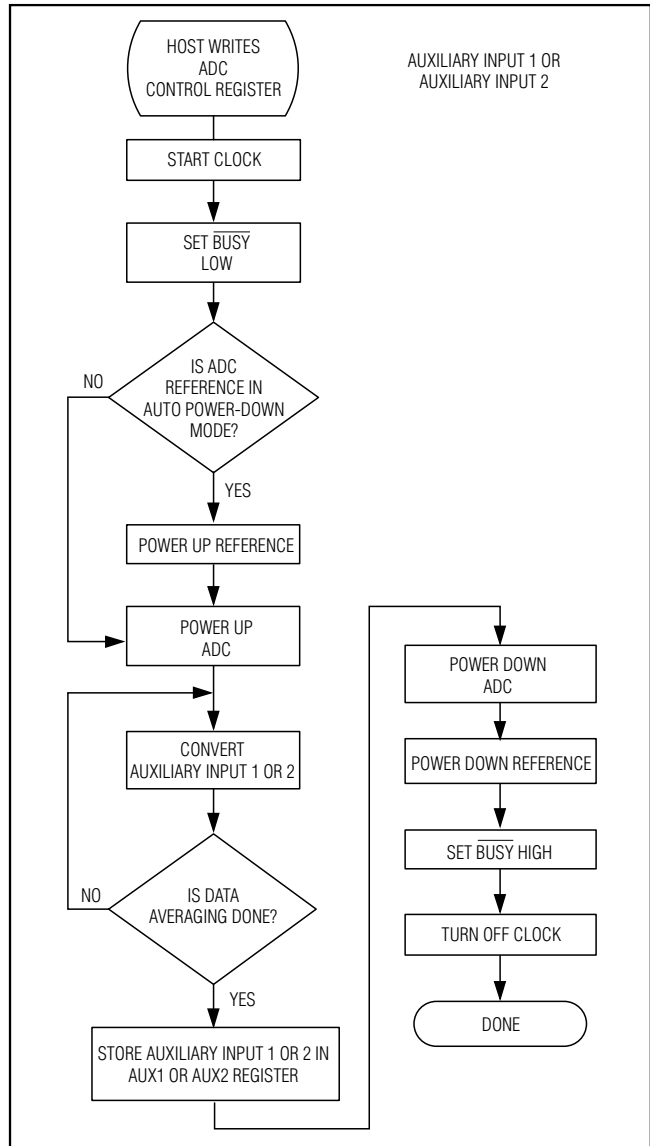 HOST WRITES
ADC
CONTROL REGISTER
AUXILIARY INPUT 1 OR
AUXILIARY INPUT 2
START CLOCK
SET B̅U̅S̅Y̅
LOW
IS ADC
REFERENCE IN
AUTO POWER-DOWN
MODE?
NO
YES
POWER UP REFERENCE
POWER UP
ADC
CONVERT
AUXILIARY INPUT 1 OR 2
IS DATA
AVERAGING DONE?
NO
YES
STORE AUXILIARY INPUT 1 OR 2 IN
AUX1 OR AUX2 REGISTER
POWER DOWN
ADC
POWER DOWN REFERENCE
SET B̅U̅S̅Y̅ HIGH
TURN OFF CLOCK
DONE